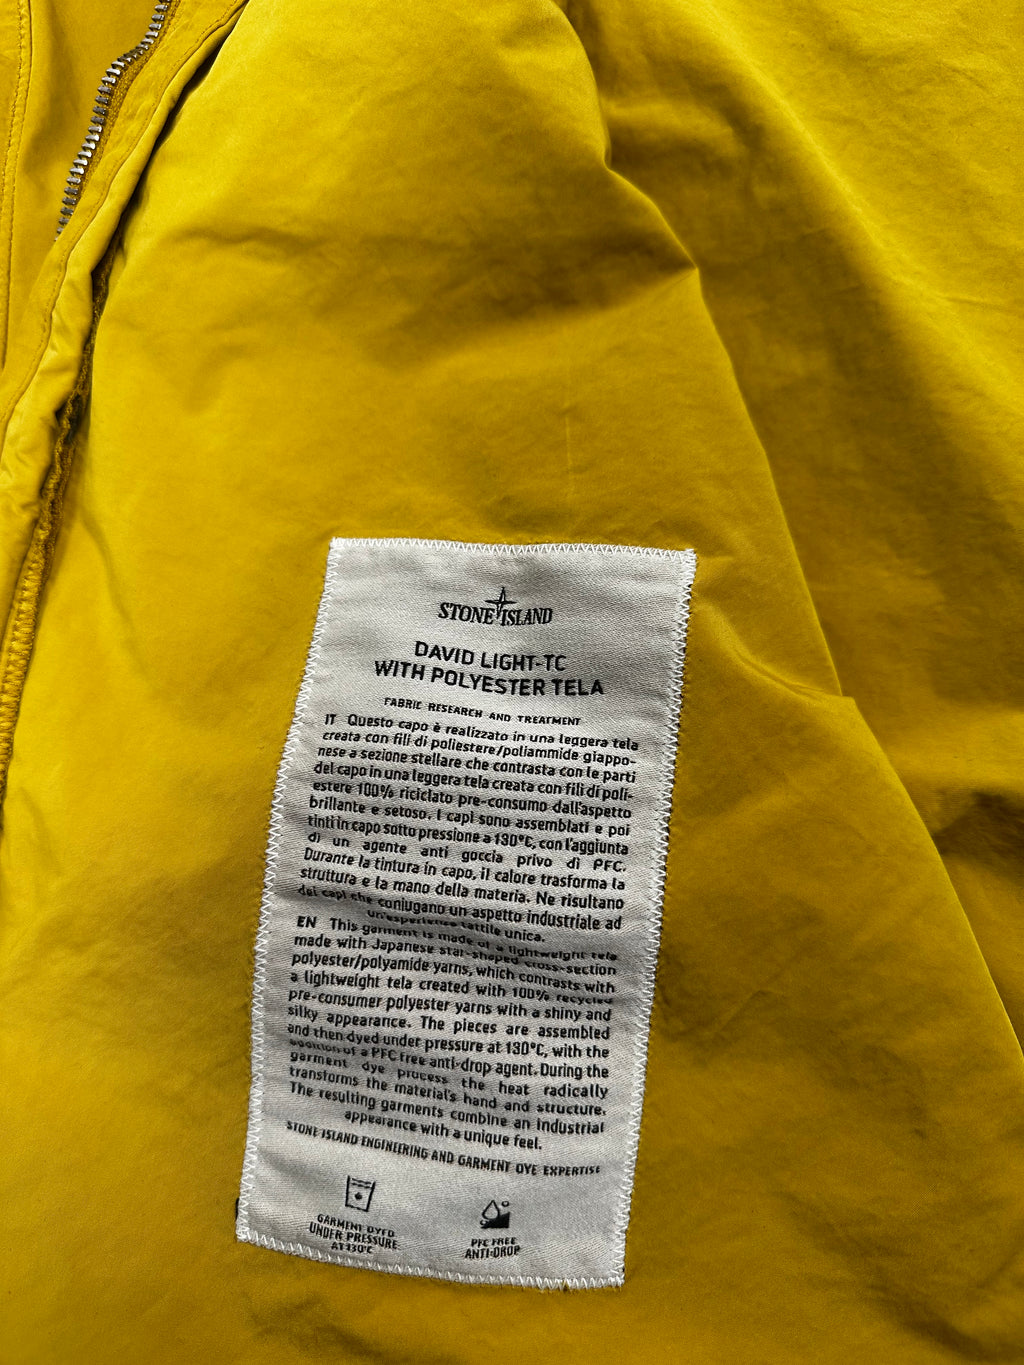 STONE ISLAND
DAVID LIGHT-TC
WITH POLYESTER TELA
FABRIC RESEARCH AND TREATMENT
IT Questo capo è realizzato in una leggera tela
creata con fili di poliestere/poliammide giappo-
nese a sezione stellare che contrasta con le parti
del capo in una leggera tela creata con fili di poli-
estere 100% riciclato pre-consumo dall'aspetto
brillante e setoso. I capi sono assemblati e poi
tinti in capo sotto pressione a 130°C, con l'aggiunta
di un agente anti goccia privo di PFC.
Durante la tintura in capo, il calore trasforma la
struttura e la mano della materia. Ne risultano
dei capi che coniugano un aspetto industriale ad
un'esperienza tattile unica.
EN This garment is made of a lightweight tela
made with Japanese star-shaped cross-section
polyester/polyamide yarns, which contrasts with
a lightweight tela created with 100% recycled
pre-consumer polyester yarns with a shiny and
silky appearance. The pieces are assembled
and then dyed under pressure at 130°C, with the
addition of a PFC free anti-drop agent. During the
garment dye process the heat radically
transforms the material's hand and structure.
The resulting garments combine an industrial
appearance with a unique feel.
STONE ISLAND ENGINEERING AND GARMENT DYE EXPERTISE
GARMENT DYED
UNDER PRESSURE
AT 130°C
PFC FREE
ANTI-DROP